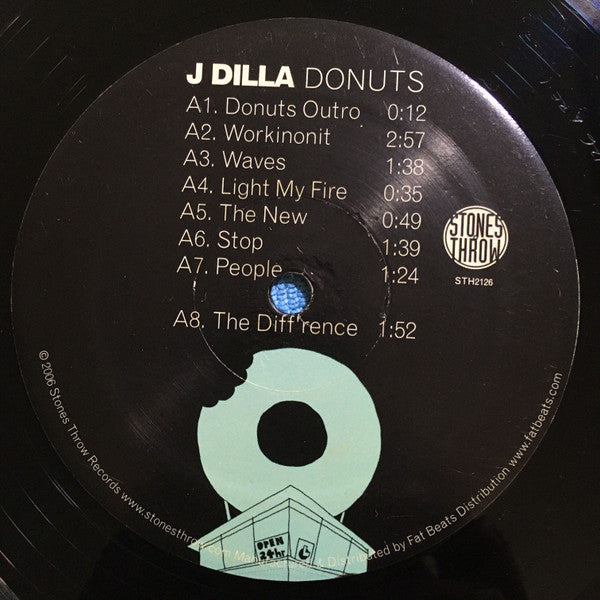 J DILLA DONUTS
A1. Donuts Outro 0:12
A2. Workinonit 2:57
A3. Waves 1:38
A4. Light My Fire 0:35
A5. The New 0:49
A6. Stop 1:39
A7. People 1:24
A8. The Diff'rence 1:52
STONES
THROW
STH2126
OPEN
24hr.
© 2006 Stones Throw Records www.stonesthrow.com Manufactured & Distributed by Fat Beats Distribution www.fatbeats.com